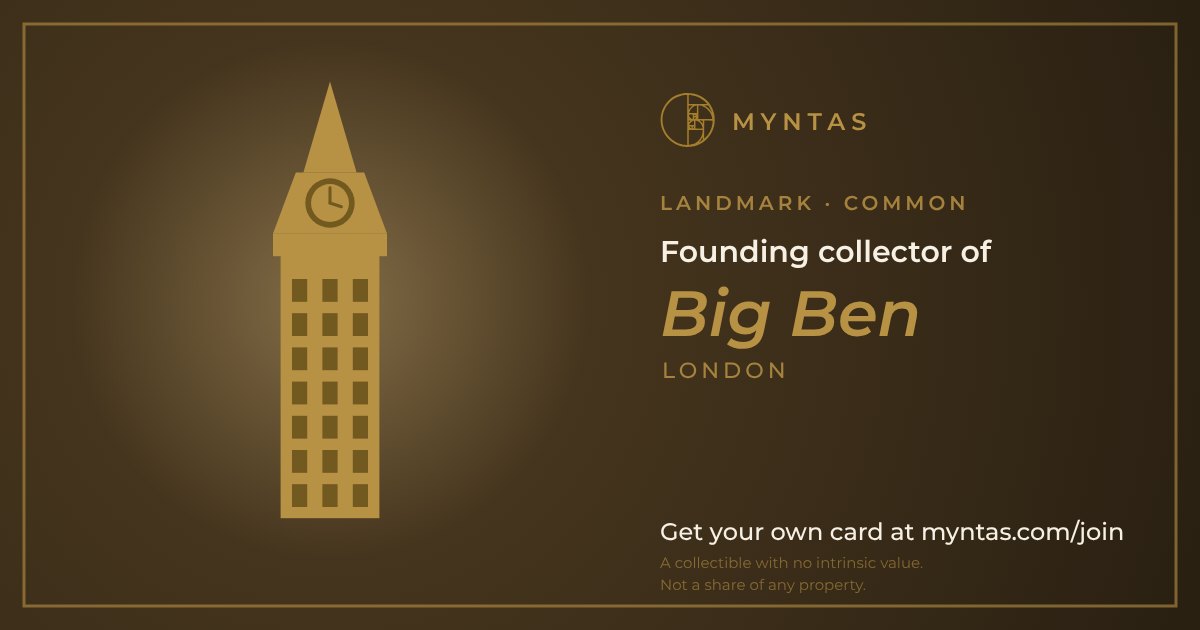 MYNTAS
LANDMARK · COMMON
Founding collector of
Big Ben
LONDON
Get your own card at myntas.com/join
A collectible with no intrinsic value.
Not a share of any property.